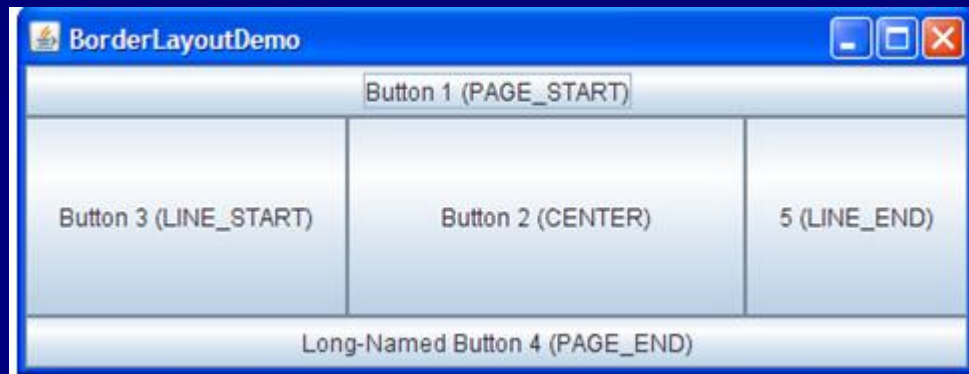 BorderLayoutDemo
Button 1 (PAGE_START)
Button 3 (LINE_START)
Button 2 (CENTER)
5 (LINE_END)
Long-Named Button 4 (PAGE_END)